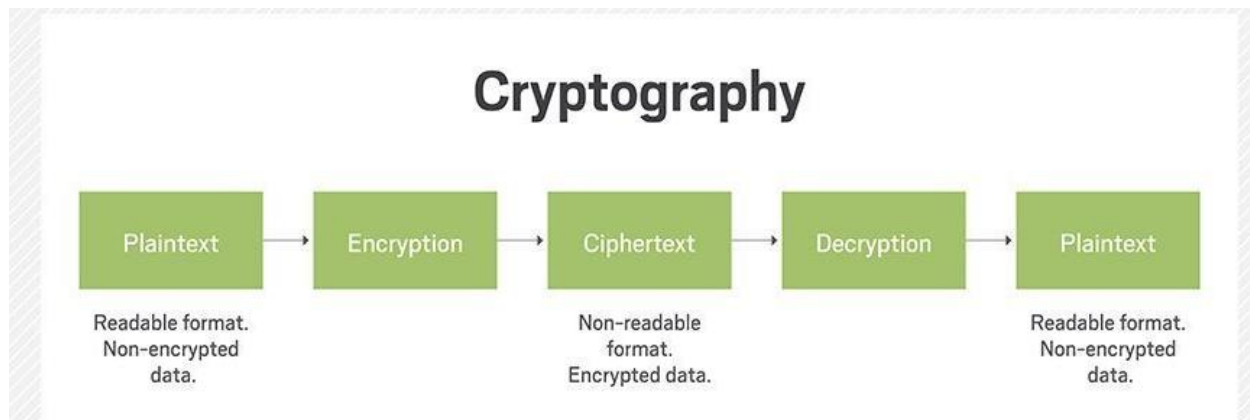 Cryptography
Plaintext
Encryption
Ciphertext
Decryption
Plaintext
Readable format.
Non-encrypted
data.
Non-readable
format.
Encrypted data.
Readable format.
Non-encrypted
data.